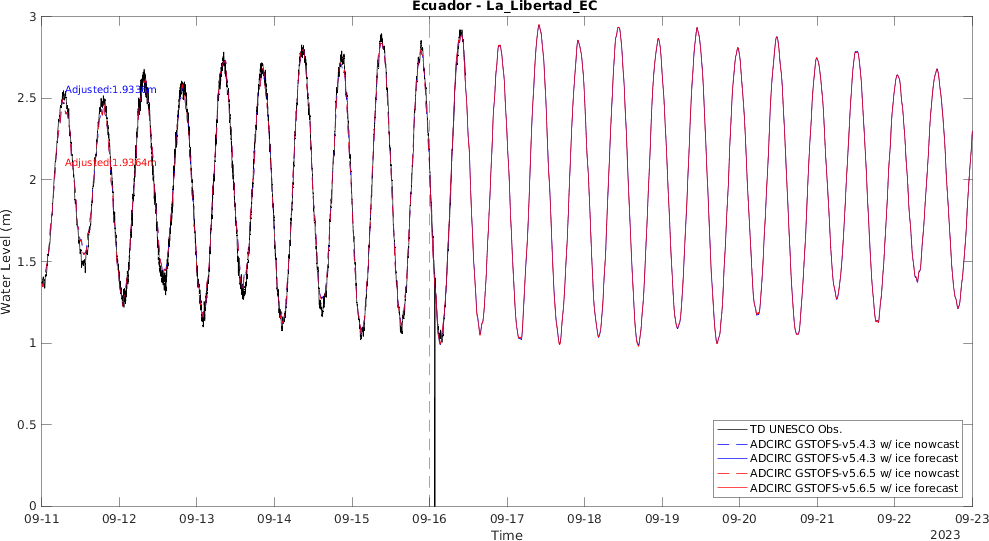 Ecuador - La_Libertad_EC
Water Level (m)
3
2.5
2
1.5
1
0.5
0
Adjusted:1.9364m
TD UNESCO Obs.
ADCIRC GSTOFS-v5.4.3 w/ ice nowcast
ADCIRC GSTOFS-v5.4.3 w/ ice forecast
ADCIRC GSTOFS-v5.6.5 w/ ice nowcast
ADCIRC GSTOFS-v5.6.5 w/ ice forecast
09-11 09-12 09-13 09-14 09-15 09-16 09-17 09-18 09-19 09-20 09-21 09-22 09-23
Time
2023